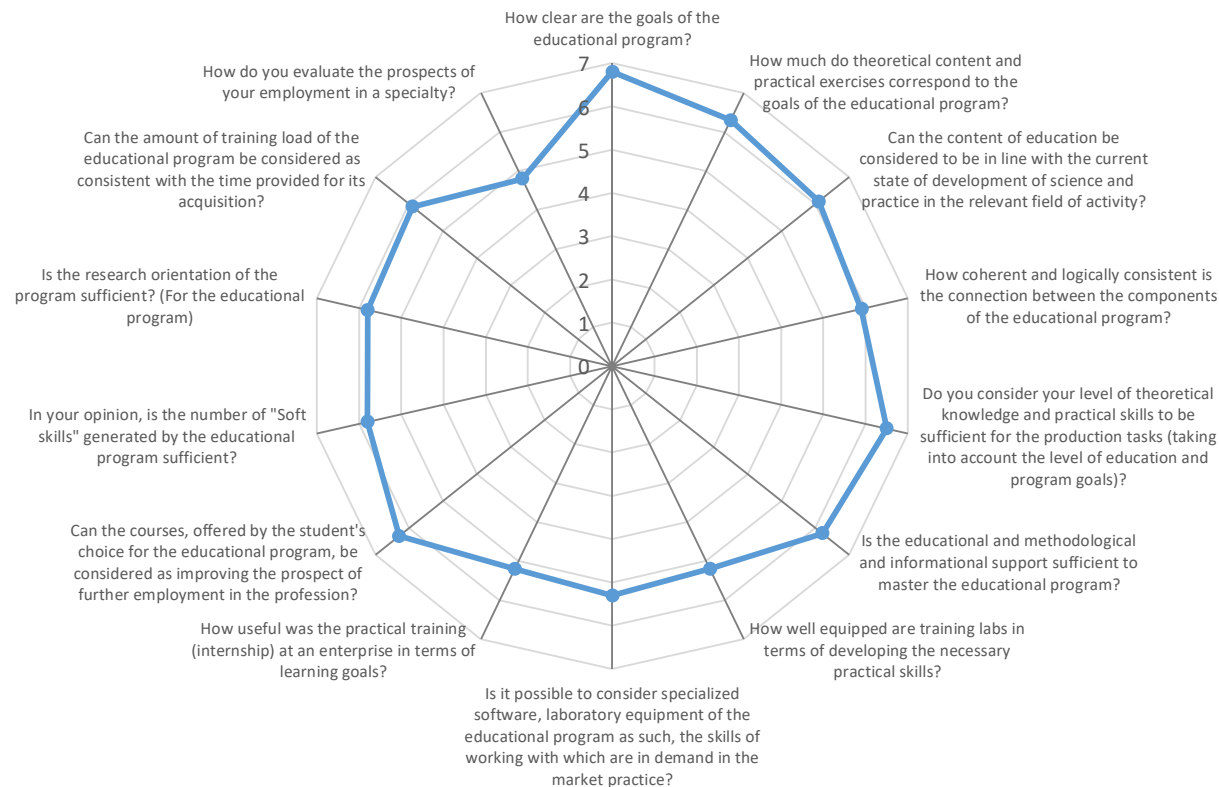 How clear are the goals of the
educational program?
How much do theoretical content and
practical exercises correspond to the
goals of the educational program?
Can the content of education be
considered to be in line with the current
state of development of science and
practice in the relevant field of activity?
How coherent and logically consistent is
the connection between the components
of the educational program?
Do you consider your level of theoretical
knowledge and practical skills to be
sufficient for the production tasks (taking
into account the level of education and
program goals)?
Is the educational and methodological
and informational support sufficient to
master the educational program?
How well equipped are training labs in
terms of developing the necessary
practical skills?
Is it possible to consider specialized
software, laboratory equipment of the
educational program as such, the skills of
working with which are in demand in the
market practice?
How useful was the practical training
(internship) at an enterprise in terms of
learning goals?
Can the courses, offered by the student's
choice for the educational program, be
considered as improving the prospect of
further employment in the profession?
In your opinion, is the number of "Soft
skills" generated by the educational
program sufficient?
Is the research orientation of the
program sufficient? (For the educational
program)
Can the amount of training load of the
educational program be considered as
consistent with the time provided for its
acquisition?
How do you evaluate the prospects of
your employment in a specialty?
7
6
5
4
3
2
1
0